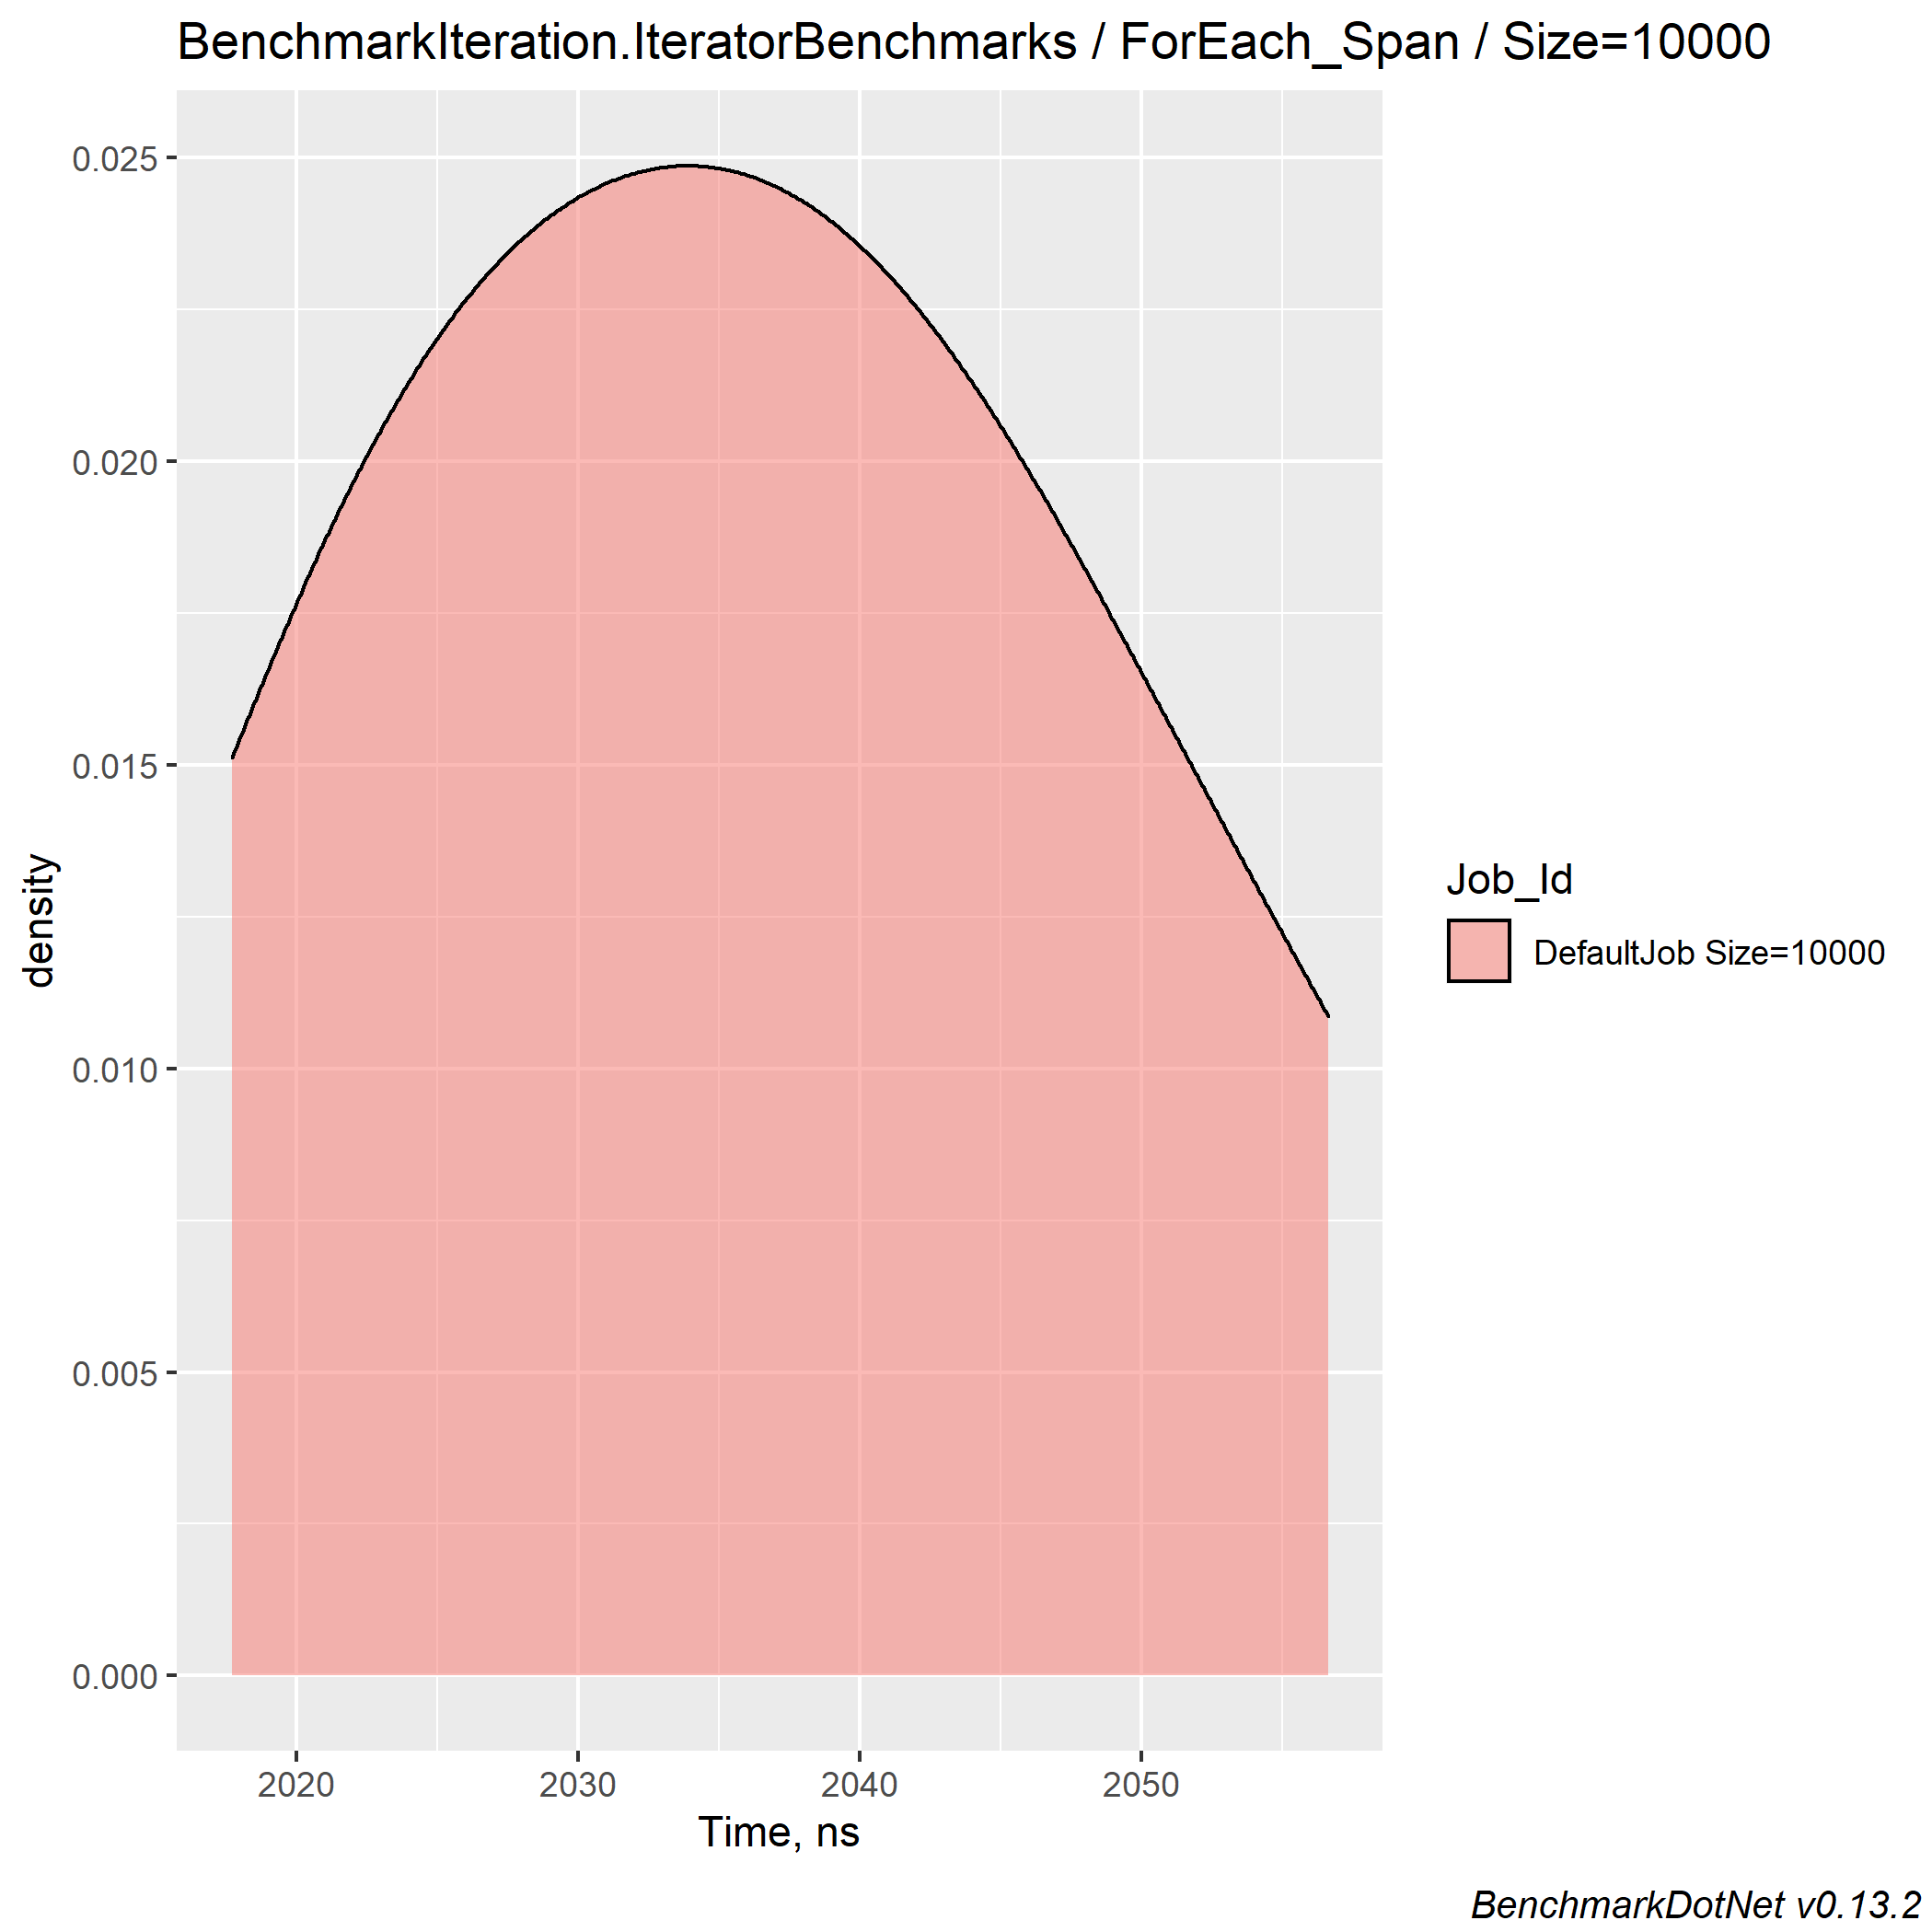 BenchmarkIteration.IteratorBenchmarks / ForEach_Span / Size=10000
0.025
0.020
0.015
0.010
0.005
0.000
density
2020 2030 2040 2050
Time, ns
Job_Id
DefaultJob Size=10000
BenchmarkDotNet v0.13.2